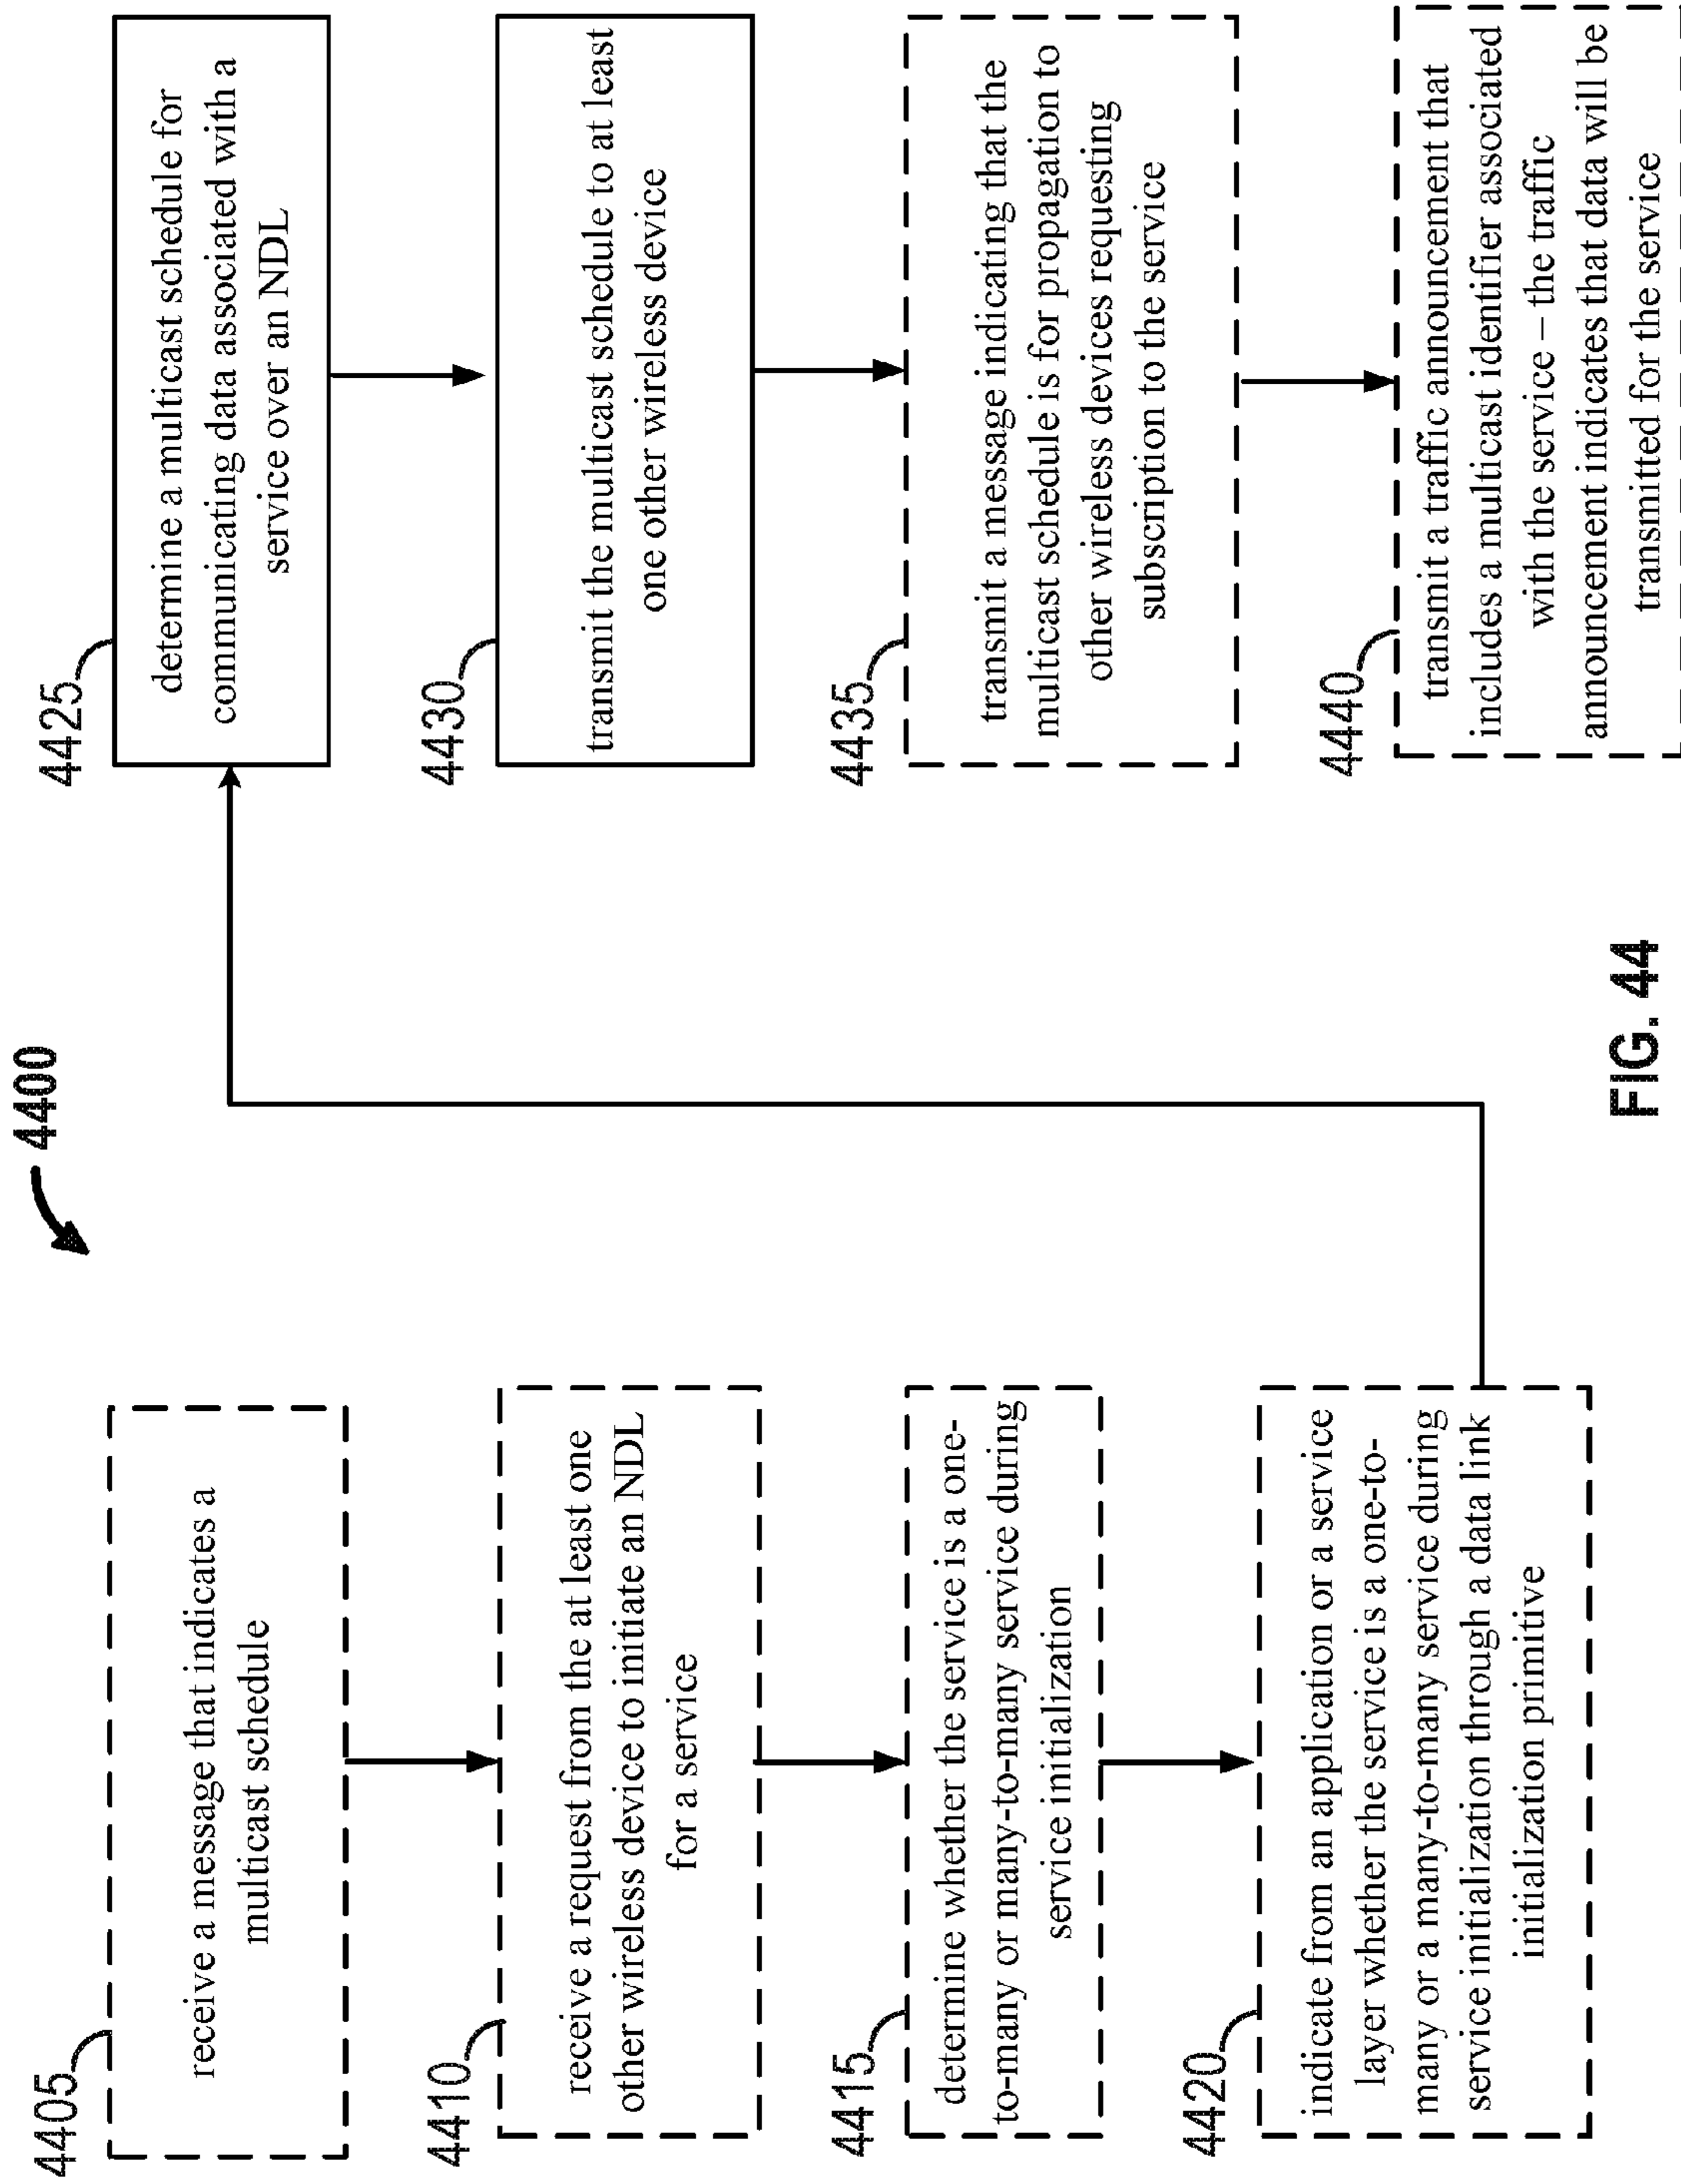 4400
4405
receive a message that indicates a
multicast schedule
4410
receive a request from the at least one
other wireless device to initiate an NDL
for a service
4415
determine whether the service is a one-
to-many or many-to-many service during
service initialization
4420
indicate from an application or a service
layer whether the service is a one-to-
many or a many-to-many service during
service initialization through a data link
initialization primitive
4425
determine a multicast schedule for
communicating data associated with a
service over an NDL
4430
transmit the multicast schedule to at least
one other wireless device
4435
transmit a message indicating that the
multicast schedule is for propagation to
other wireless devices requesting
subscription to the service
4440
transmit a traffic announcement that
includes a multicast identifier associated
with the service – the traffic
announcement indicates that data will be
transmitted for the service
FIG. 44